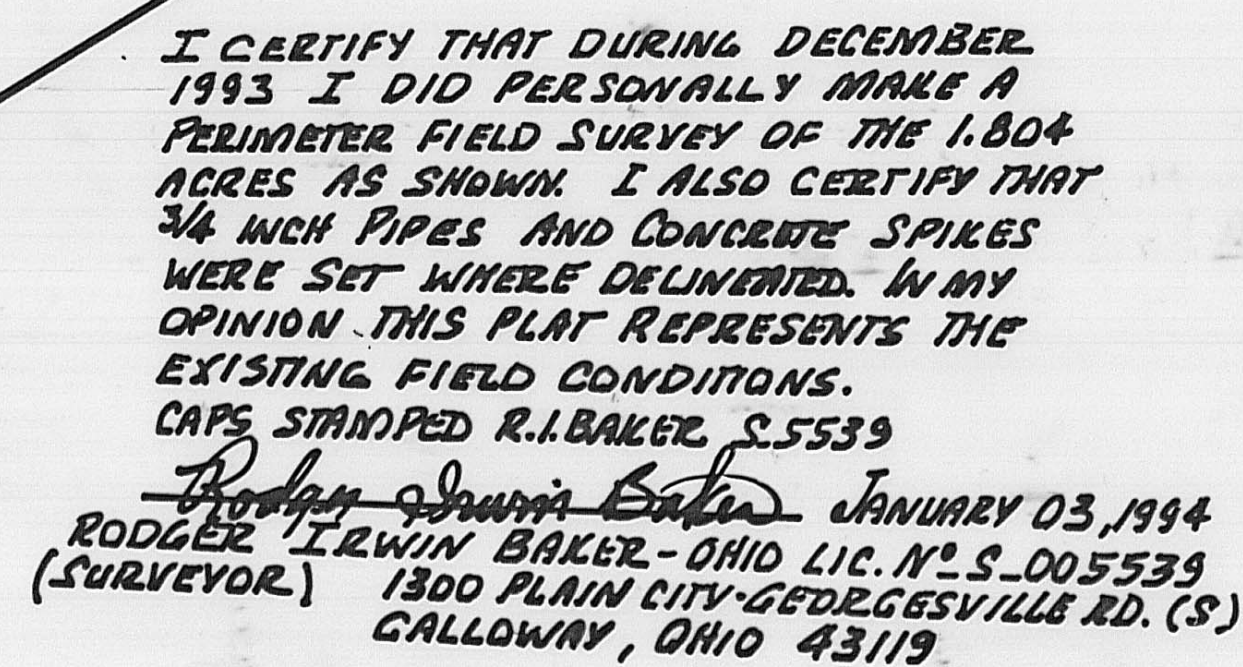 I CERTIFY THAT DURING DECEMBER
1993 I DID PERSONALLY MAKE A
PERIMETER FIELD SURVEY OF THE 1.804
ACRES AS SHOWN. I ALSO CERTIFY THAT
3/4 INCH PIPES AND CONCRETE SPIKES
WERE SET WHERE DELINEATED. IN MY
OPINION THIS PLAT REPRESENTS THE
EXISTING FIELD CONDITIONS.
CAPS STAMPED R.I.BAKER S.5539
Rodger Irwin Baker JANUARY 03, 1994
RODGER IRWIN BAKER - OHIO LIC. Nº S_005539
(SURVEYOR) 1300 PLAIN CITY-GEORGESVILLE RD. (S)
GALLOWAY, OHIO 43119